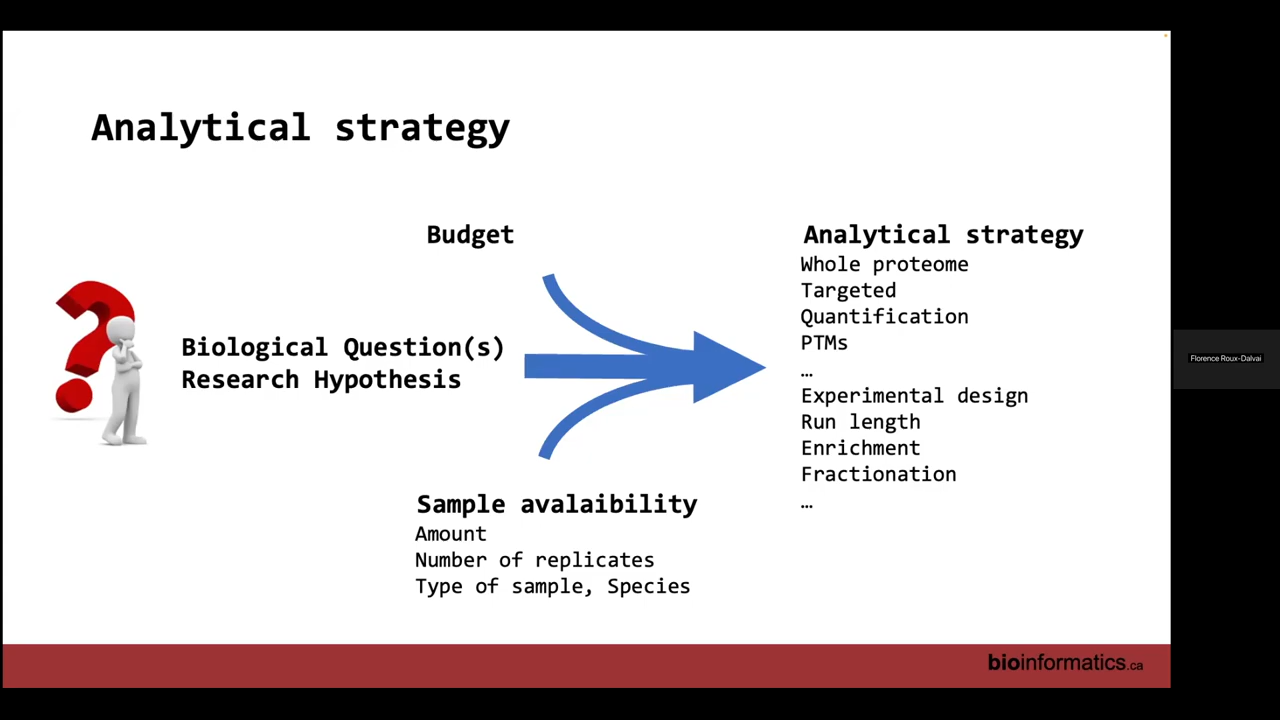 Analytical strategy
Budget
Biological Question(s)
Research Hypothesis
Sample avalaibility
Amount
Number of replicates
Type of sample, Species
Analytical strategy
Whole proteome
Targeted
Quantification
PTMs
…
Experimental design
Run length
Enrichment
Fractionation
…
Florence Roux-Dalvai
bioinformatics.ca